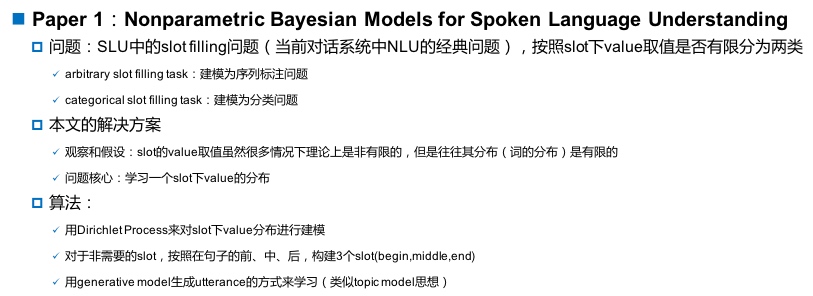 Paper 1：Nonparametric Bayesian Models for Spoken Language Understanding
问题：SLU中的slot filling问题（当前对话系统中NLU的经典问题），按照slot下value取值是否有限分为两类
arbitrary slot filling task：建模为序列标注问题
categorical slot filling task：建模为分类问题
本文的解决方案
观察和假设：slot的value取值虽然很多情况下理论上是非有限的，但是往往其分布（词的分布）是有限的
问题核心：学习一个slot下value的分布
算法：
用Dirichlet Process来对slot下value分布进行建模
对于非需要的slot，按照在句子的前、中、后，构建3个slot(begin,middle,end)
用generative model生成utterance的方式来学习（类似topic model思想）